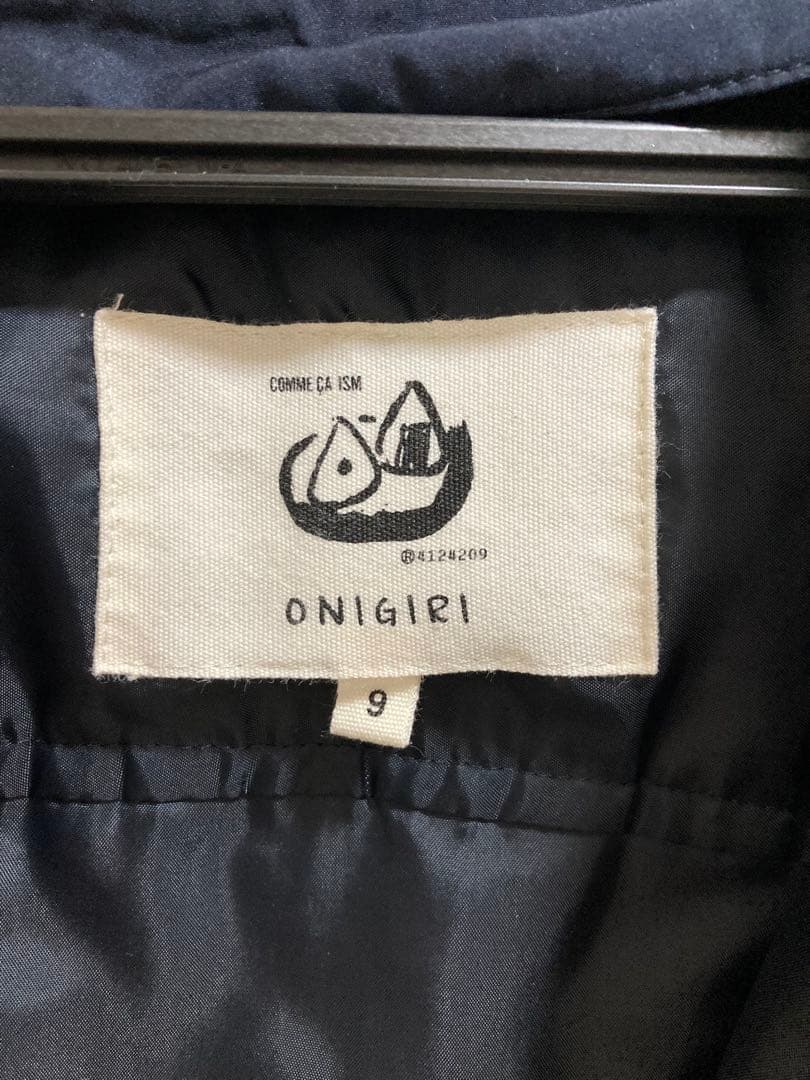 COMME ÇA ISM
®4124209
ONIGIRI
9